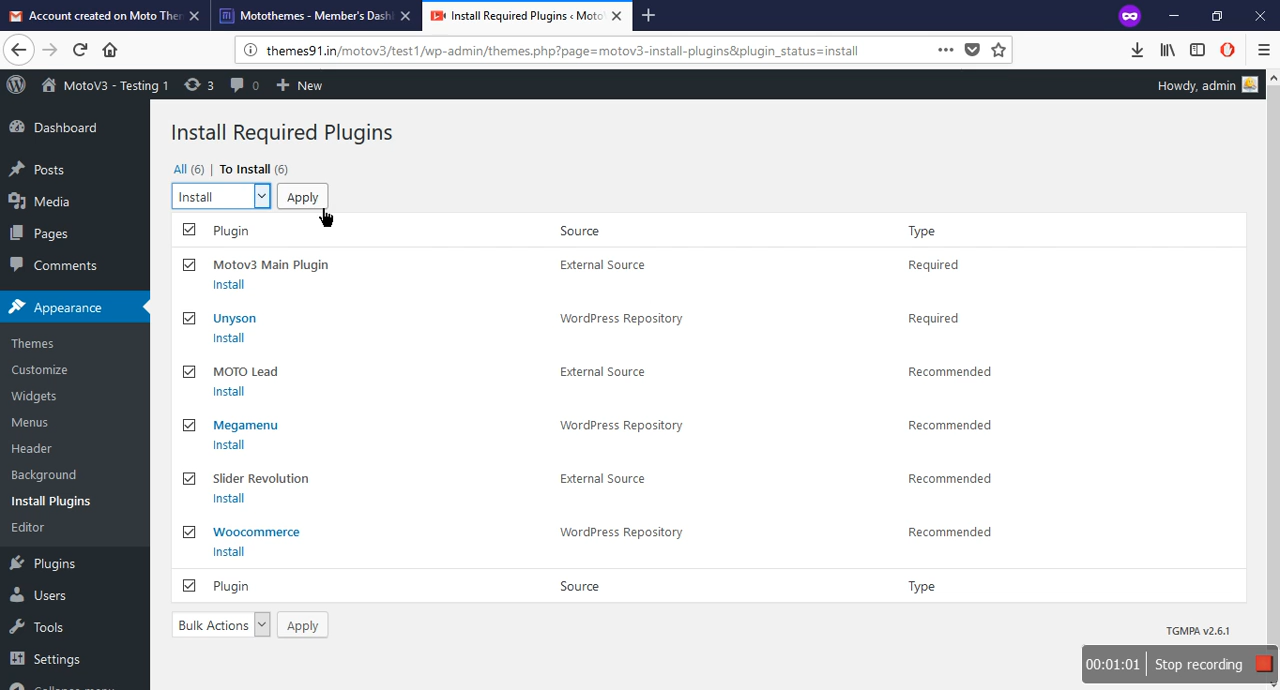 Account created on Moto Ther
Motothemes - Member's Dash
Install Required Plugins ‹ Moto
themes91.in/motov3/test1/wp-admin/themes.php?page=motov3-install-plugins&plugin_status=install
MotoV3 - Testing 1 3 0 New
Howdy, admin
Dashboard
Posts
Media
Pages
Comments
Appearance
Themes
Customize
Widgets
Menus
Header
Background
Install Plugins
Editor
Plugins
Users
Tools
Settings
Collapse menu
Install Required Plugins
All (6) | To Install (6)
Install Apply
Plugin Source Type
Motov3 Main Plugin External Source Required
Install
Unyson WordPress Repository Required
Install
MOTO Lead External Source Recommended
Install
Megamenu WordPress Repository Recommended
Install
Slider Revolution External Source Recommended
Install
Woocommerce WordPress Repository Recommended
Install
Plugin Source Type
Bulk Actions Apply
TGMPA v2.6.1
00:01:01 Stop recording